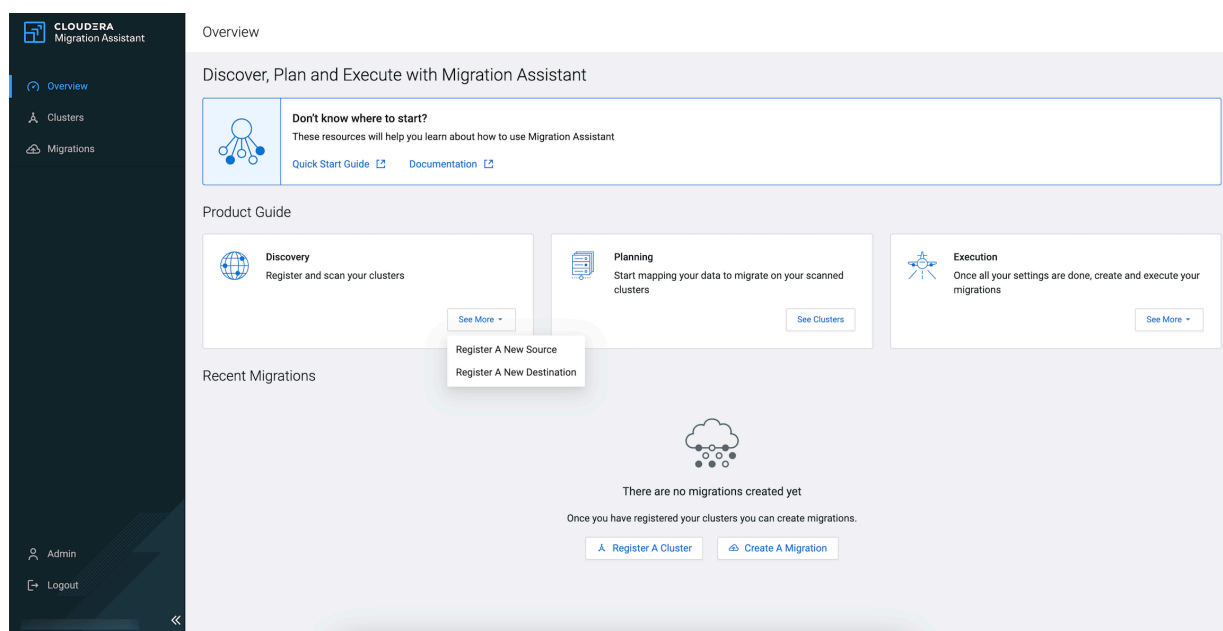 CLOUDERA
Migration Assistant
Overview
Clusters
Migrations
Admin
Logout
Overview
Discover, Plan and Execute with Migration Assistant
Don't know where to start?
These resources will help you learn about how to use Migration Assistant
Quick Start Guide
Documentation
Product Guide
Discovery
Register and scan your clusters
See More
Register A New Source
Register A New Destination
Planning
Start mapping your data to migrate on your scanned
clusters
See Clusters
Execution
Once all your settings are done, create and execute your
migrations
See More
Recent Migrations
There are no migrations created yet
Once you have registered your clusters you can create migrations.
Register A Cluster
Create A Migration